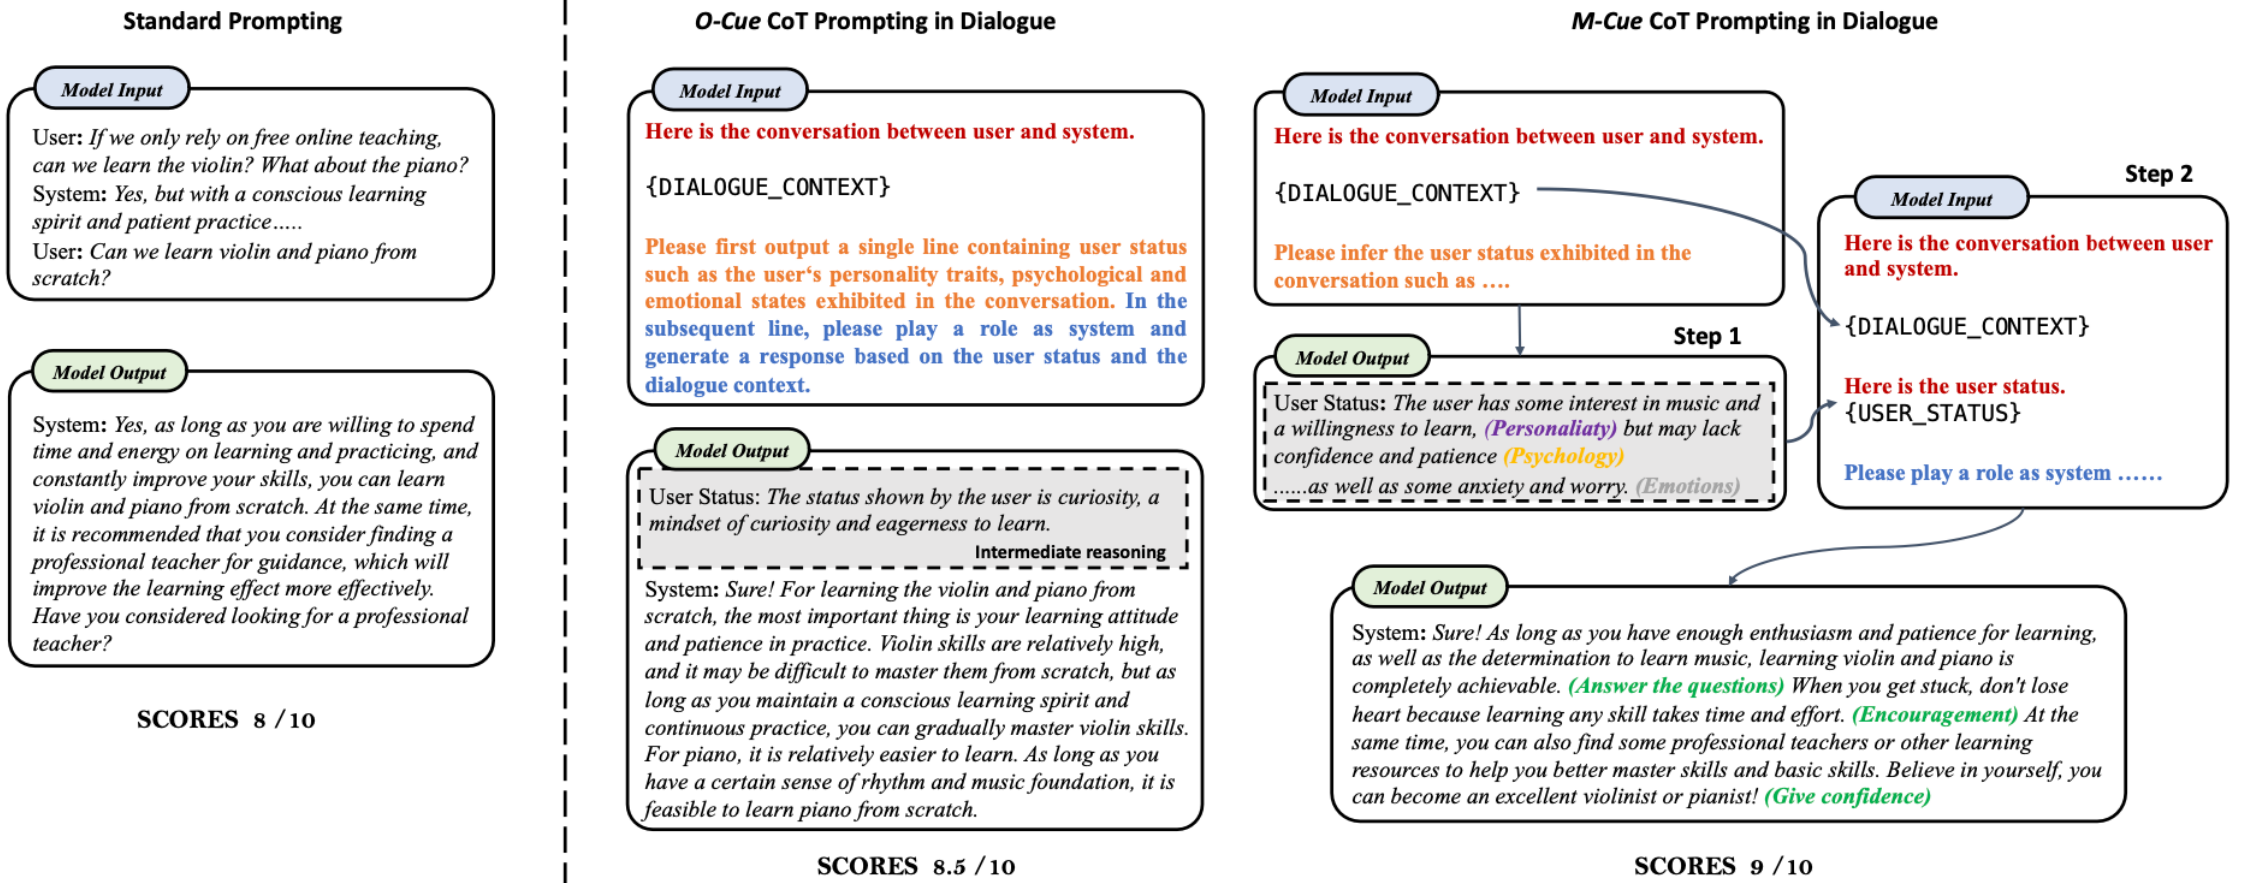 Standard Prompting
Model Input
User: If we only rely on free online teaching,
can we learn the violin? What about the piano?
System: Yes, but with a conscious learning
spirit and patient practice…..
User: Can we learn violin and piano from
scratch?
Model Output
System: Yes, as long as you are willing to spend
time and energy on learning and practicing, and
constantly improve your skills, you can learn
violin and piano from scratch. At the same time,
it is recommended that you consider finding a
professional teacher for guidance, which will
improve the learning effect more effectively.
Have you considered looking for a professional
teacher?
SCORES 8 /10
O-Cue CoT Prompting in Dialogue
Model Input
Here is the conversation between user and system.
{DIALOGUE_CONTEXT}
Please first output a single line containing user status
such as the user‘s personality traits, psychological and
emotional states exhibited in the conversation. In the
subsequent line, please play a role as system and
generate a response based on the user status and the
dialogue context.
Model Output
User Status: The status shown by the user is curiosity, a
mindset of curiosity and eagerness to learn.
Intermediate reasoning
System: Sure! For learning the violin and piano from
scratch, the most important thing is your learning attitude
and patience in practice. Violin skills are relatively high,
and it may be difficult to master them from scratch, but as
long as you maintain a conscious learning spirit and
continuous practice, you can gradually master violin skills.
For piano, it is relatively easier to learn. As long as you
have a certain sense of rhythm and music foundation, it is
feasible to learn piano from scratch.
SCORES 8.5 /10
M-Cue CoT Prompting in Dialogue
Model Input
Here is the conversation between user and system.
{DIALOGUE_CONTEXT}
Please infer the user status exhibited in the
conversation such as ….
Step 1
Model Output
User Status: The user has some interest in music and
a willingness to learn, (Personaliaty) but may lack
confidence and patience (Psychology)
……as well as some anxiety and worry. (Emotions)
Step 2
Model Input
Here is the conversation between user
and system.
{DIALOGUE_CONTEXT}
Here is the user status.
{USER_STATUS}
Please play a role as system ……
Model Output
System: Sure! As long as you have enough enthusiasm and patience for learning,
as well as the determination to learn music, learning violin and piano is
completely achievable. (Answer the questions) When you get stuck, don't lose
heart because learning any skill takes time and effort. (Encouragement) At the
same time, you can also find some professional teachers or other learning
resources to help you better master skills and basic skills. Believe in yourself, you
can become an excellent violinist or pianist! (Give confidence)
SCORES 9 /10